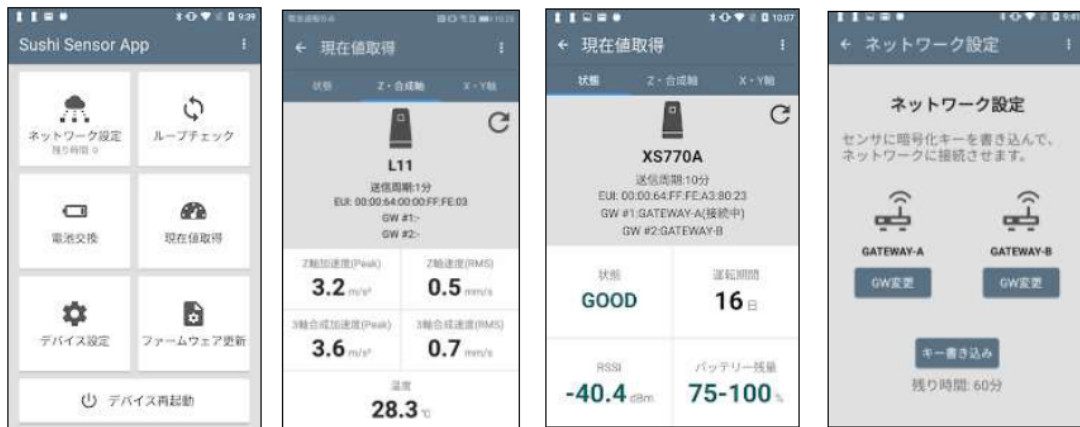 9:39
Sushi Sensor App
ネットワーク設定
残り時間: 0
ループチェック
電池交換
現在値取得
デバイス設定
ファームウェア更新
デバイス再起動
現在値取得
状態
Z・合成軸
X・Y軸
L11
送信周期:1分
EUI: 00:00:64:00:00:FF:FE:03
GW #1:-
GW #2:-
Z軸加速度(Peak)
3.2 m/s²
Z軸速度(RMS)
0.5 mm/s
3軸合成加速度(Peak)
3.6 m/s²
3軸合成速度(RMS)
0.7 mm/s
温度
28.3 ℃
10:07
現在値取得
状態
Z・合成軸
X・Y軸
XS770A
送信周期:10分
EUI: 00:00:64:FF:FE:A3:80:23
GW #1:GATEWAY-A(接続中)
GW #2:GATEWAY-B
状態
GOOD
運転期間
16 日
RSSI
-40.4 dBm
バッテリー残量
75-100 %
9:41
ネットワーク設定
ネットワーク設定
センサに暗号化キーを書き込んで、
ネットワークに接続させます。
GATEWAY-A
GATEWAY-B
GW変更
GW変更
キー書き込み
残り時間: 60分